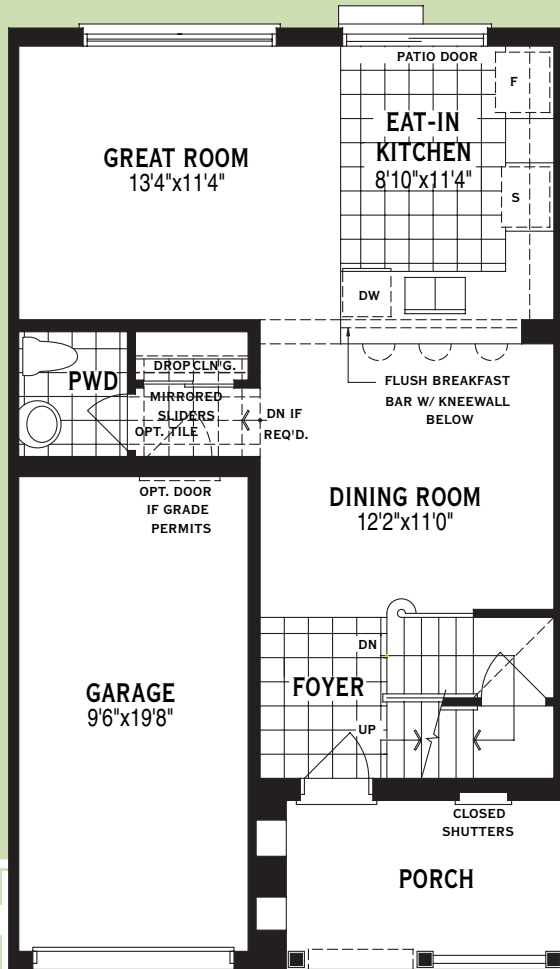 PATIO DOOR
F
EAT-IN
KITCHEN
8'10"x11'4"
GREAT ROOM
13'4"x11'4"
S
DW
DROP CLN'G.
PWD
MIRRORED
SLIDERS
OPT. TILE
DN IF
REQ'D.
FLUSH BREAKFAST
BAR W/ KNEEWALL
BELOW
OPT. DOOR
IF GRADE
PERMITS
DINING ROOM
12'2"x11'0"
DN
FOYER
UP
GARAGE
9'6"x19'8"
CLOSED
SHUTTERS
PORCH